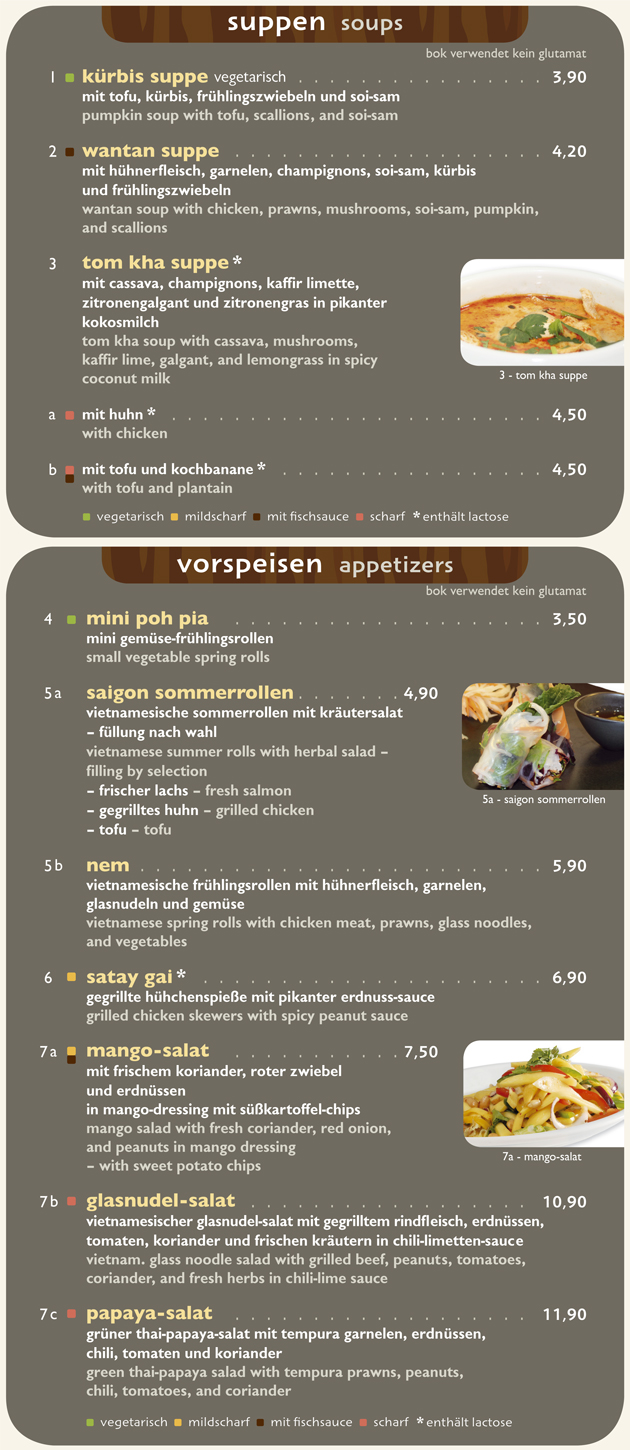 suppen soups
bok verwendet kein glutamat
1 kürbis suppe vegetarisch . . . . . . . . . . . . . . . . 3,90
mit tofu, kürbis, frühlingszwiebeln und soi-sam
pumpkin soup with tofu, scallions, and soi-sam
2 wantan suppe . . . . . . . . . . . . . . . . . . . . 4,20
mit hühnerfleisch, garnelen, champignons, soi-sam, kürbis
und frühlingszwiebeln
wantan soup with chicken, prawns, mushrooms, soi-sam, pumpkin,
and scallions
3 tom kha suppe*
mit cassava, champignons, kaffir limette,
zitronengalgant und zitronengras in pikanter
kokosmilch
tom kha soup with cassava, mushrooms,
kaffir lime, galgant, and lemongrass in spicy
coconut milk
3 - tom kha suppe
a mit huhn * . . . . . . . . . . . . . . . . . . . . . . . . 4,50
with chicken
b mit tofu und kochbanane * . . . . . . . . . . . . . . . . . 4,50
with tofu and plantain
vegetarisch mildscharf mit fischsauce scharf *enthält lactose
vorspeisen appetizers
bok verwendet kein glutamat
4 mini poh pia . . . . . . . . . . . . . . . . . . . . 3,50
mini gemüse-frühlingsrollen
small vegetable spring rolls
5a saigon sommerrollen . . . . . . . 4,90
vietnamesische sommerrollen mit kräutersalat
– füllung nach wahl
vietnamese summer rolls with herbal salad –
filling by selection
– frischer lachs – fresh salmon
– gegrilltes huhn – grilled chicken
– tofu – tofu
5a - saigon sommerrollen
5b nem . . . . . . . . . . . . . . . . . . . . . . . . . . 5,90
vietnamesische frühlingsrollen mit hühnerfleisch, garnelen,
glasnudeln und gemüse
vietnamese spring rolls with chicken meat, prawns, glass noodles,
and vegetables
6 satay gai* . . . . . . . . . . . . . . . . . . . . . . 6,90
gegrillte hühchenspieße mit pikanter erdnuss-sauce
grilled chicken skewers with spicy peanut sauce
7a mango-salat . . . . . . . . . . . 7,50
mit frischem koriander, roter zwiebel
und erdnüssen
in mango-dressing mit süßkartoffel-chips
mango salad with fresh coriander, red onion,
and peanuts in mango dressing
– with sweet potato chips
7a - mango-salat
7b glasnudel-salat . . . . . . . . . . . . . . . . . . 10,90
vietnamesischer glasnudel-salat mit gegrilltem rindfleisch, erdnüssen,
tomaten, koriander und frischen kräutern in chili-limetten-sauce
vietnam. glass noodle salad with grilled beef, peanuts, tomatoes,
coriander, and fresh herbs in chili-lime sauce
7c papaya-salat . . . . . . . . . . . . . . . . . . . . 11,90
grüner thai-papaya-salat mit tempura garnelen, erdnüssen,
chili, tomaten und koriander
green thai-papaya salad with tempura prawns, peanuts,
chili, tomatoes, and coriander
vegetarisch mildscharf mit fischsauce scharf *enthält lactose